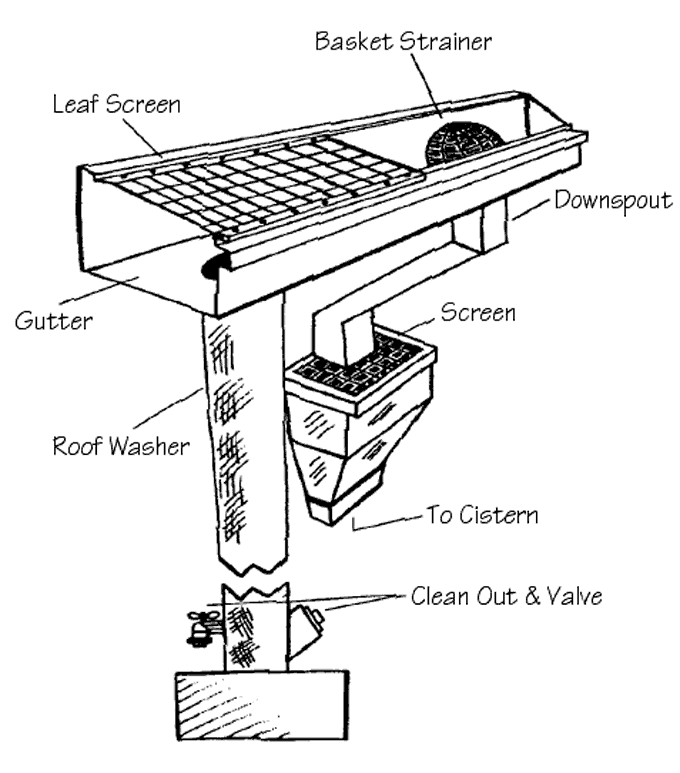 Basket Strainer
Leaf Screen
Downspout
Gutter
Screen
Roof Washer
To Cistern
Clean Out & Valve